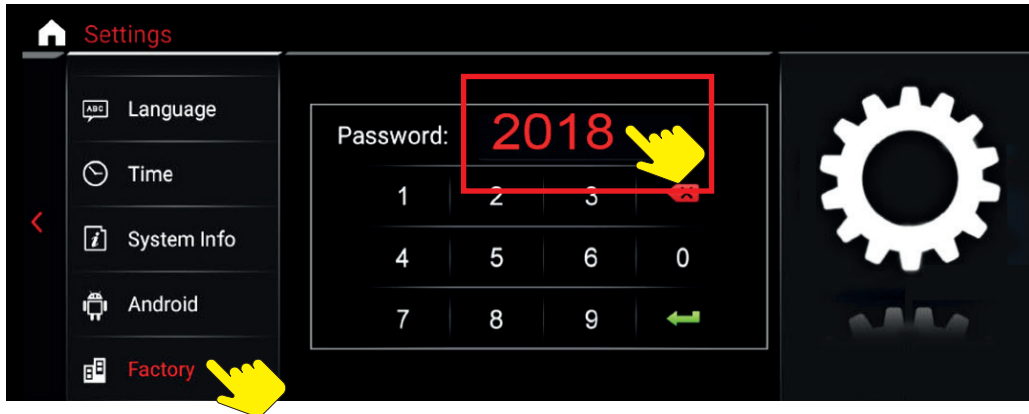 Settings
ABC
Language
Time
i
System Info
Android
Factory
Password: 2018
1 2 3
4 5 6 0
7 8 9